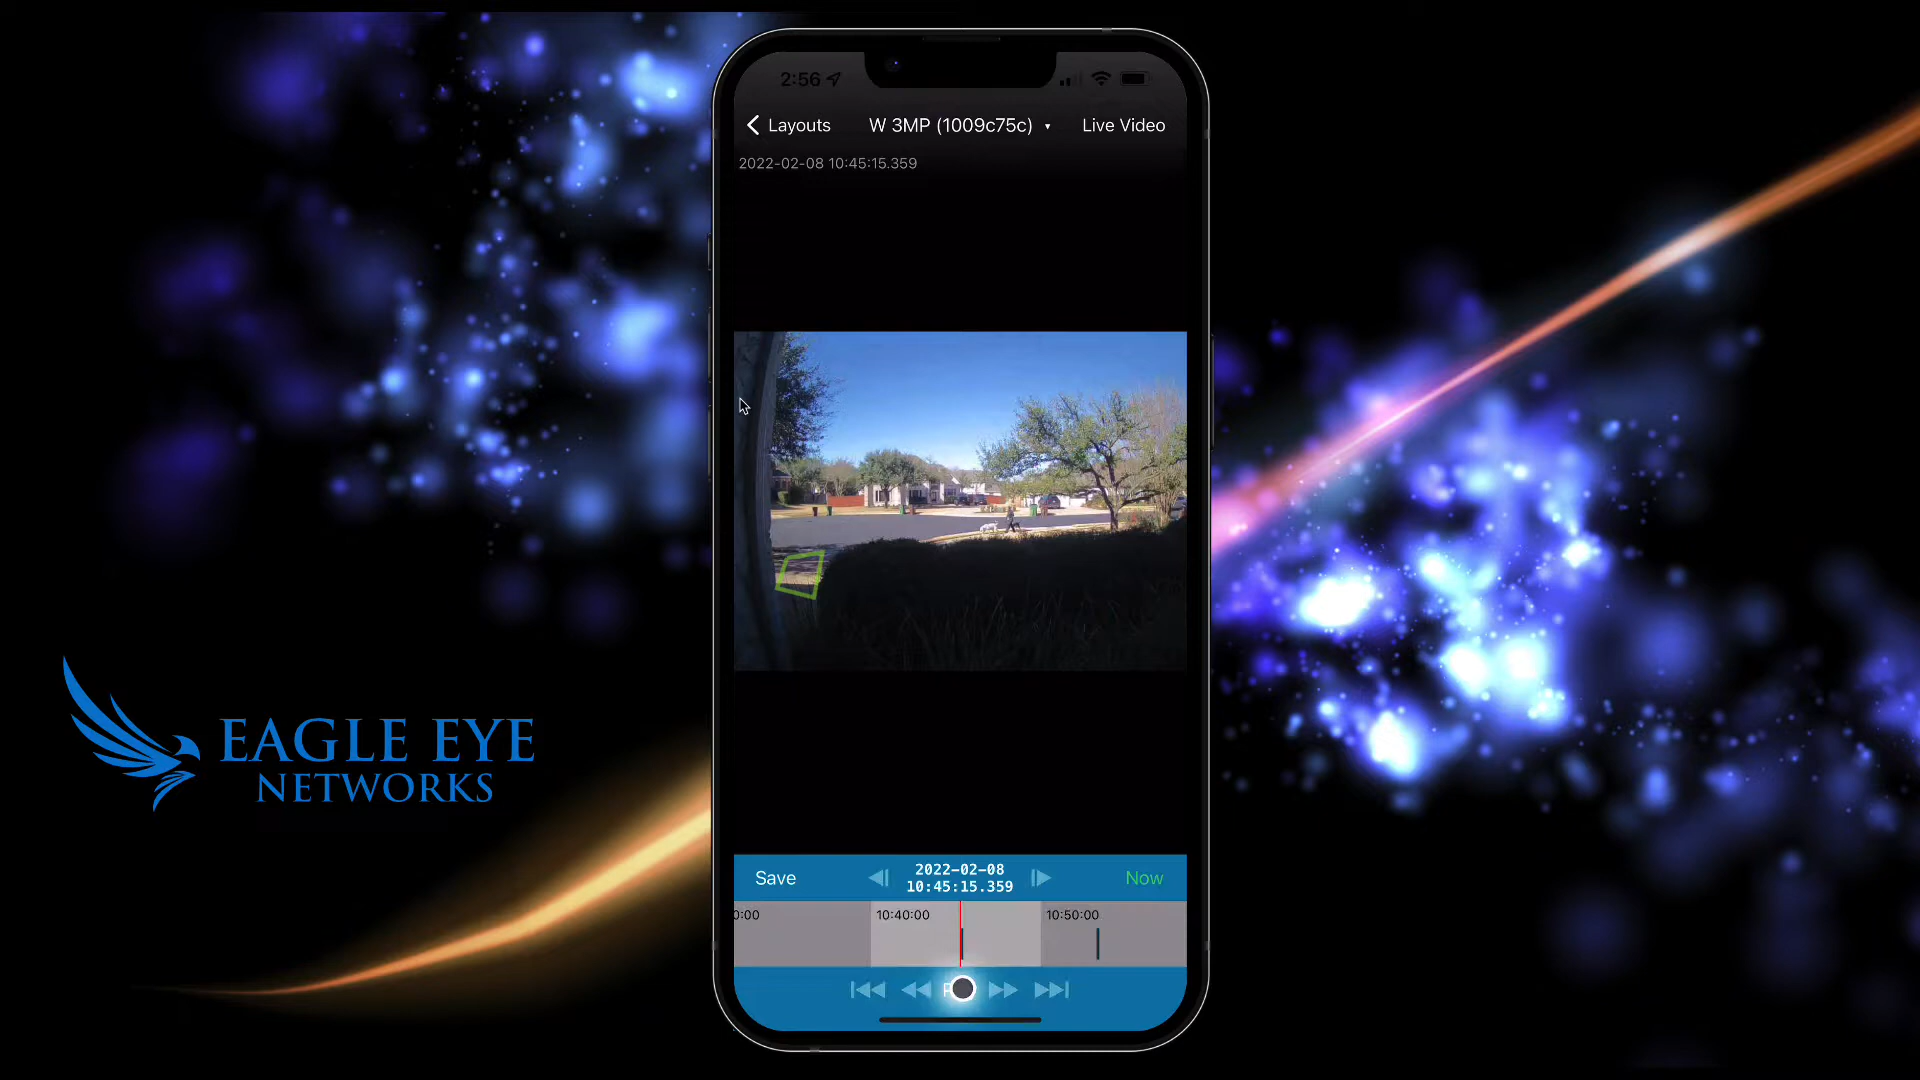 2:56
Layouts
W 3MP (1009c75c)
Live Video
2022-02-08 10:45:15.359
EAGLE EYE
NETWORKS
Save
2022-02-08
10:45:15.359
Now
0:00
10:40:00
10:50:00